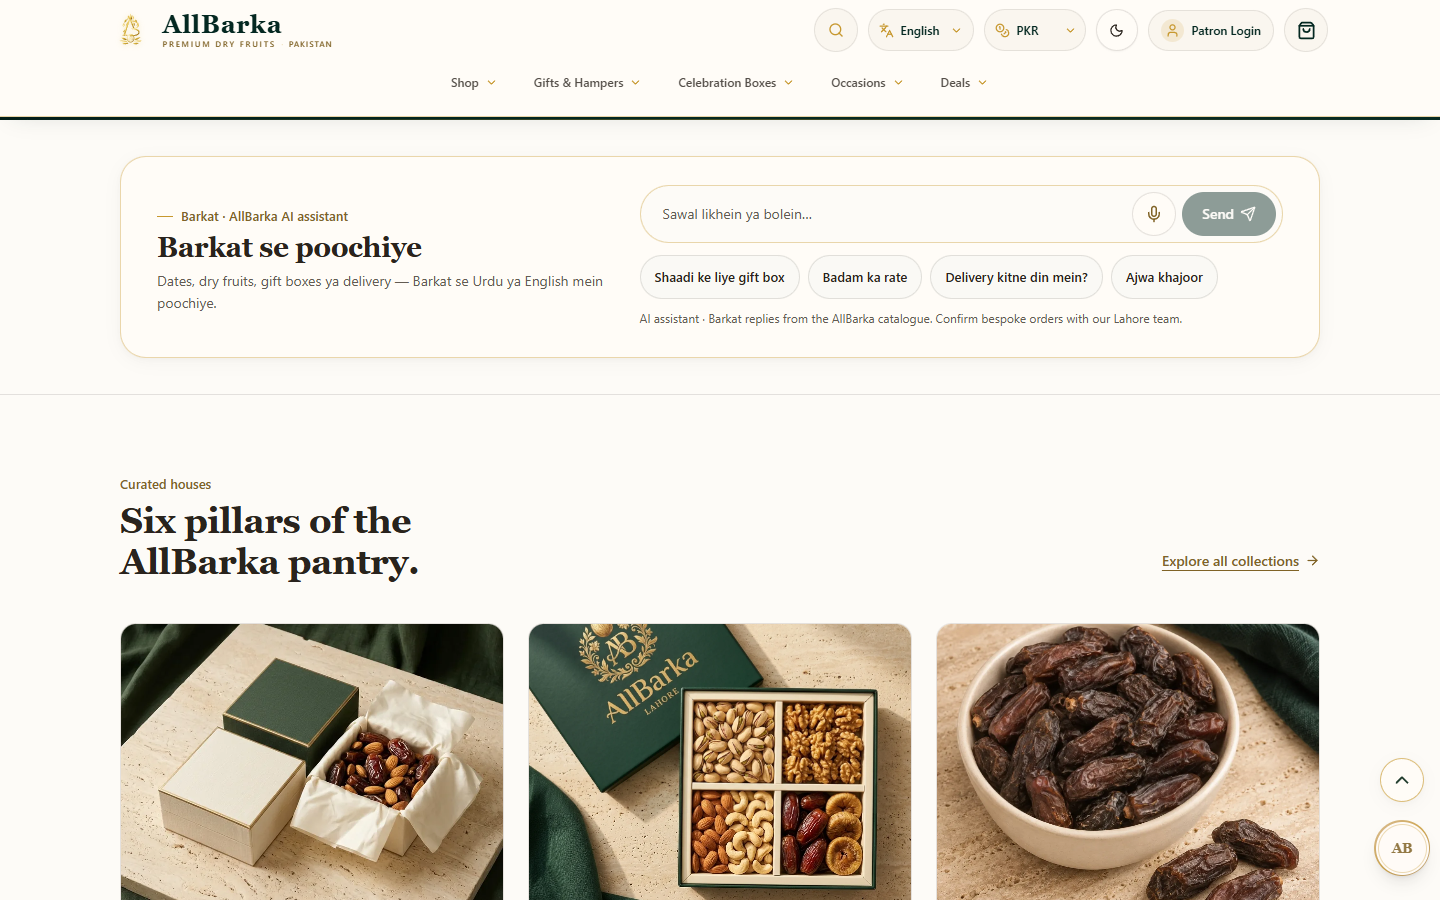 AllBarka
PREMIUM DRY FRUITS PAKISTAN
English
PKR
Patron Login
Shop
Gifts & Hampers
Celebration Boxes
Occasions
Deals
Barkat · AllBarka AI assistant
Barkat se poochiye
Dates, dry fruits, gift boxes ya delivery — Barkat se Urdu ya English mein
poochiye.
Sawal likhein ya bolein...
Send
Shaadi ke liye gift box
Badam ka rate
Delivery kitne din mein?
Ajwa khajoor
AI assistant · Barkat replies from the AllBarka catalogue. Confirm bespoke orders with our Lahore team.
Curated houses
Six pillars of the
AllBarka pantry.
Explore all collections
AB
AllBarka
LAHORE
AB